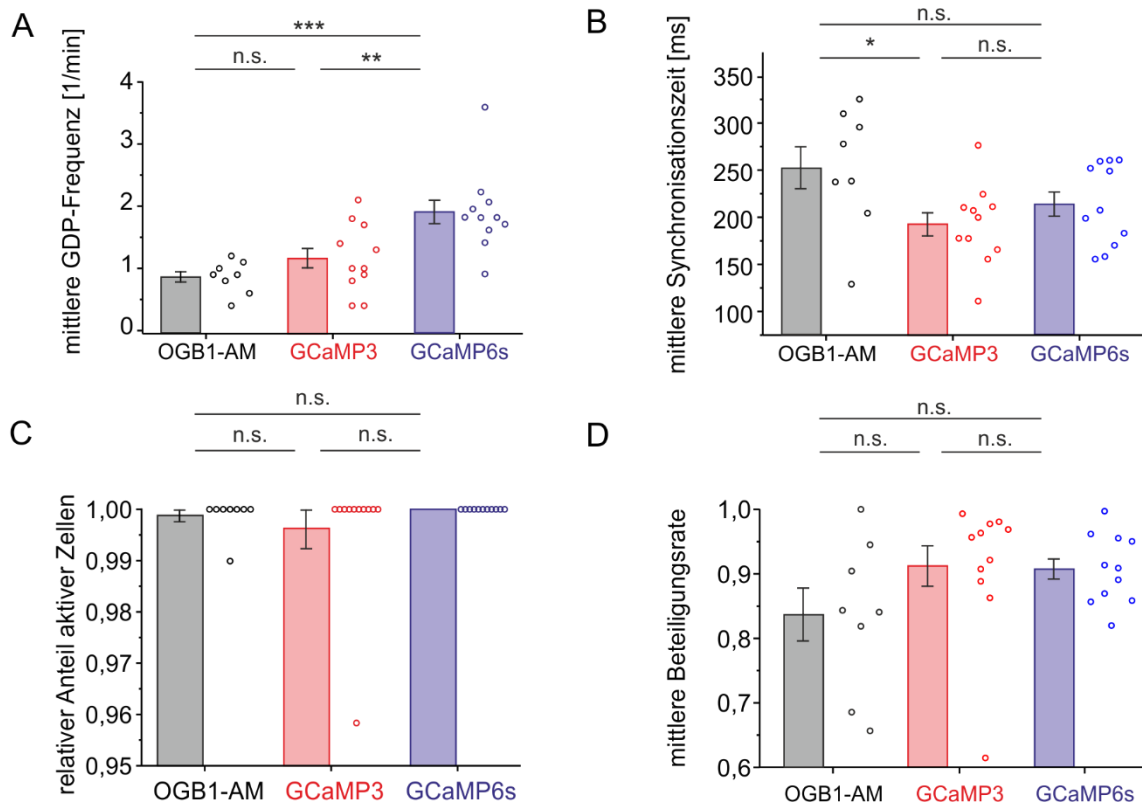 A
***
n.s.
**
mittlere GDP-Frequenz [1/min]
4
3
2
1
0
OGB1-AM GCaMP3 GCaMP6s
B
n.s.
*
n.s.
mittlere Synchronisationszeit [ms]
350
300
250
200
250
100
OGB1-AM GCaMP3 GCaMP6s
C
n.s.
n.s.
n.s.
relativer Anteil aktiver Zellen
1,00
0,99
0,98
0,97
0,96
0,95
OGB1-AM GCaMP3 GCaMP6s
D
n.s.
n.s.
n.s.
mittlere Beteiligungsrate
1,0
0,9
0,8
0,7
0,6
OGB1-AM GCaMP3 GCaMP6s